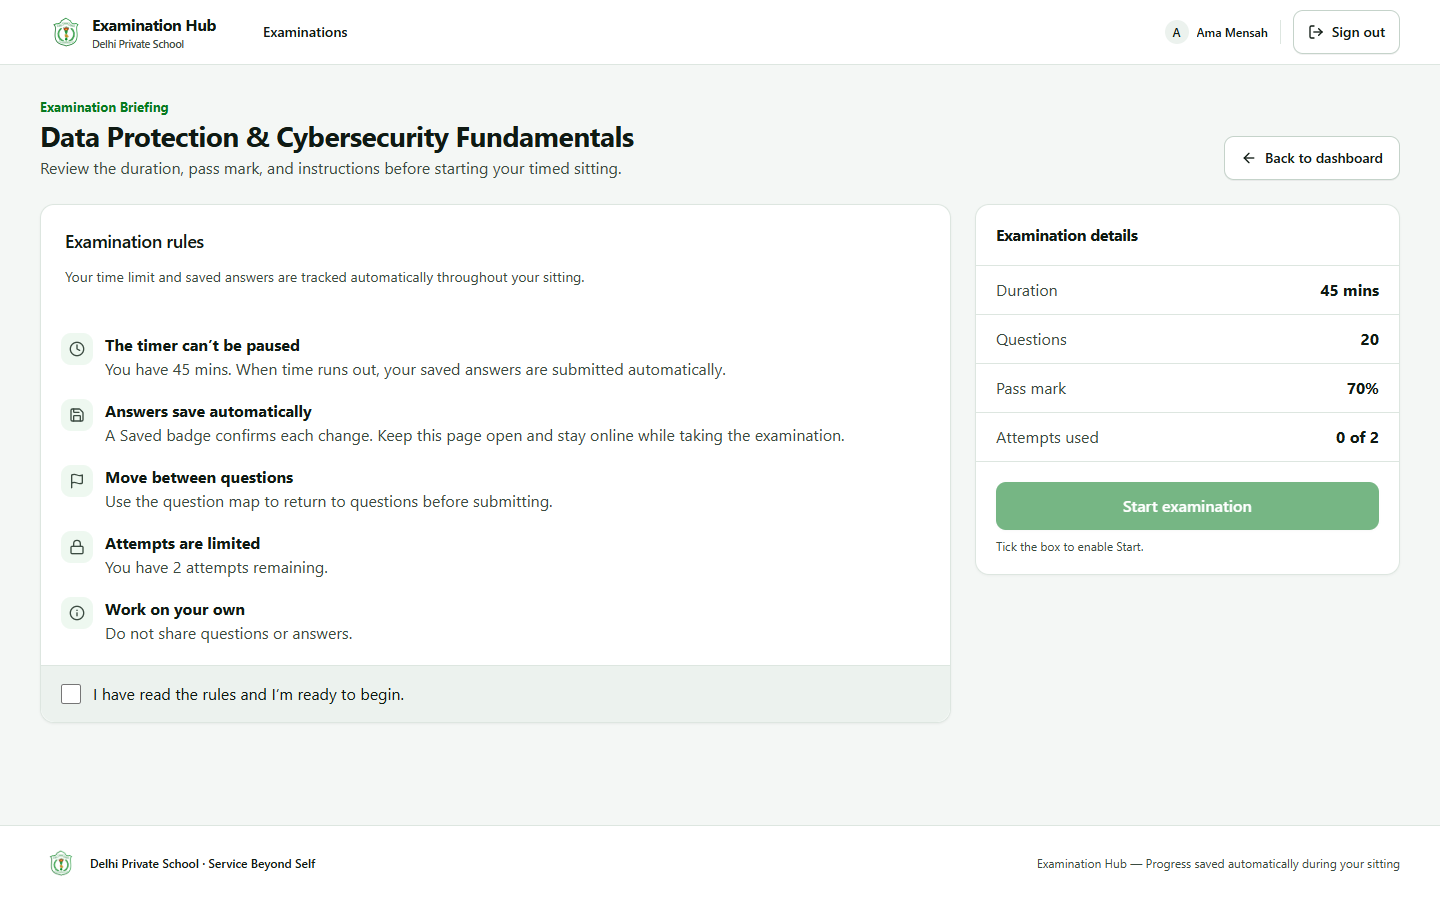 Examination Hub
Delhi Private School
Examinations
A
Ama Mensah
Sign out
Examination Briefing
Data Protection & Cybersecurity Fundamentals
Review the duration, pass mark, and instructions before starting your timed sitting.
Back to dashboard
Examination rules
Your time limit and saved answers are tracked automatically throughout your sitting.
The timer can’t be paused
You have 45 mins. When time runs out, your saved answers are submitted automatically.
Answers save automatically
A Saved badge confirms each change. Keep this page open and stay online while taking the examination.
Move between questions
Use the question map to return to questions before submitting.
Attempts are limited
You have 2 attempts remaining.
Work on your own
Do not share questions or answers.
I have read the rules and I’m ready to begin.
Examination details
Duration 45 mins
Questions 20
Pass mark 70%
Attempts used 0 of 2
Start examination
Tick the box to enable Start.
Delhi Private School · Service Beyond Self
Examination Hub — Progress saved automatically during your sitting